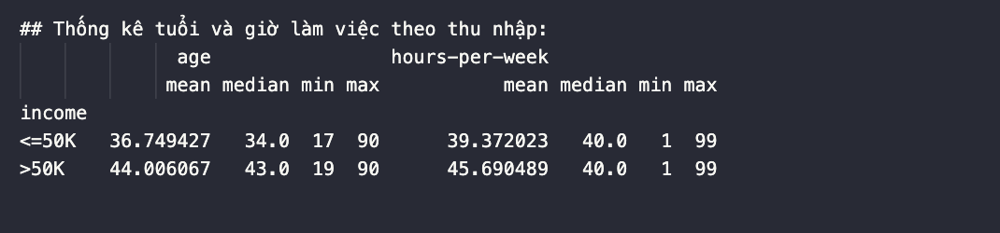 ## Thống kê tuổi và giờ làm việc theo thu nhập:
age hours-per-week
mean median min max mean median min max
income
<=50K 36.749427 34.0 17 90 39.372023 40.0 1 99
>50K 44.006067 43.0 19 90 45.690489 40.0 1 99